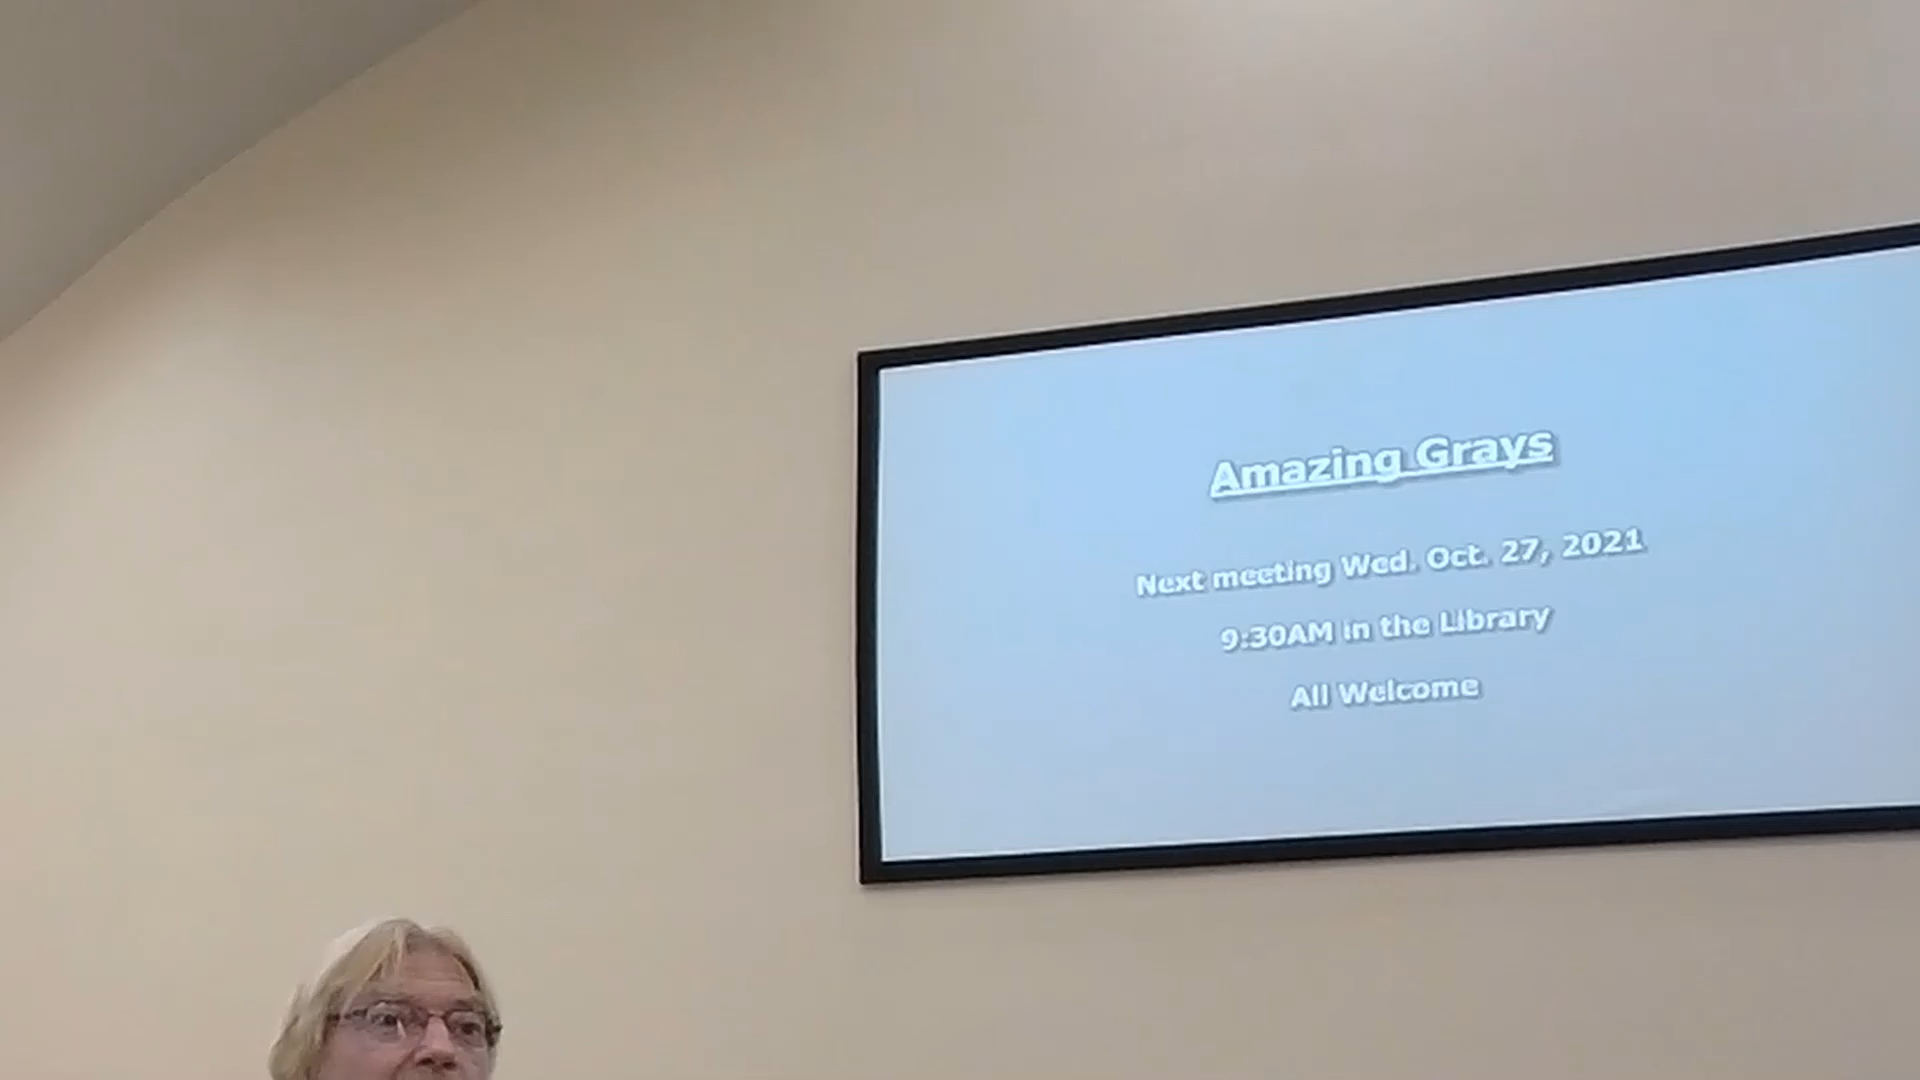 Amazing Grays
Next meeting Wed. Oct. 27, 2021
9:30AM in the Library
All Welcome